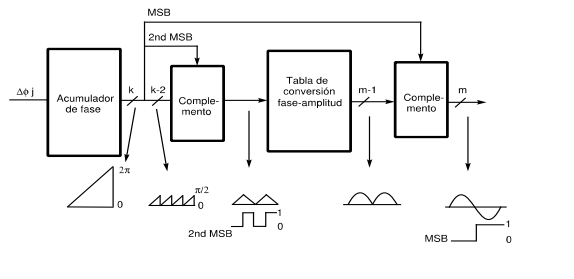 MSB
2nd MSB
Δϕ j
Acumulador
de fase
k
k-2
Comple-
mento
Tabla de
conversión
fase-amplitud
m-1
Comple-
mento
m
2π
0
π/2
0
2nd MSB
1
0
MSB
1
0